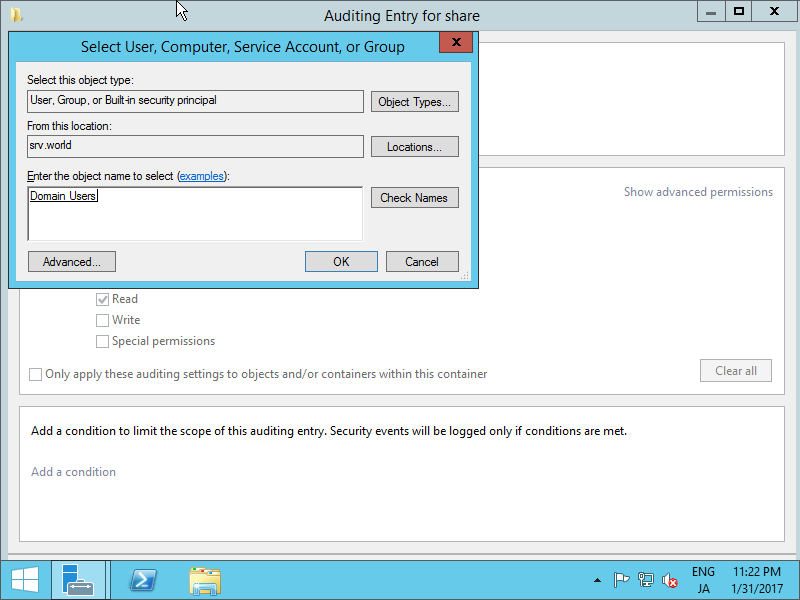 Auditing Entry for share
Select User, Computer, Service Account, or Group
Select this object type:
User, Group, or Built-in security principal
Object Types...
From this location:
srv.world
Locations...
Enter the object name to select (examples):
Domain Users
Check Names
Advanced...
OK
Cancel
Show advanced permissions
Read
Write
Special permissions
Only apply these auditing settings to objects and/or containers within this container
Clear all
Add a condition to limit the scope of this auditing entry. Security events will be logged only if conditions are met.
Add a condition
ENG
JA
11:22 PM
1/31/2017